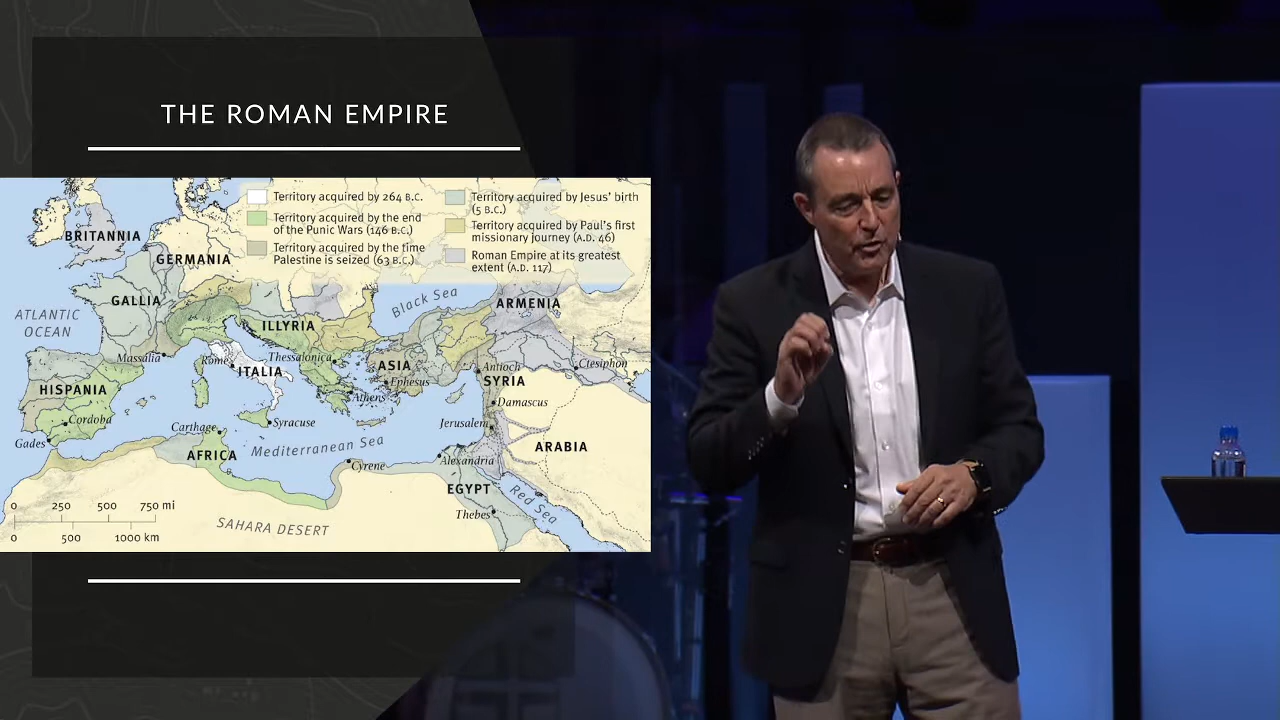 THE ROMAN EMPIRE
Territory acquired by 264 B.C.
Territory acquired by the end
of the Punic Wars (146 B.C.)
Territory acquired by the time
Palestine is seized (63 B.C.)
Territory acquired by Jesus' birth
(5 B.C.)
Territory acquired by Paul's first
missionary journey (A.D. 46)
Roman Empire at its greatest
extent (A.D. 117)
BRITANNIA
GERMANIA
GALLIA
ATLANTIC
OCEAN
Black Sea
ARMENIA
ILLYRIA
Massalia
Rome
ITALIA
Thessalonica
ASIA
Antioch
Ctesiphon
HISPANIA
Ephesus
SYRIA
Athens
Damascus
Cordoba
Gades
Carthage
Syracuse
Jerusalem
AFRICA
Mediterranean Sea
ARABIA
Cyrene
Alexandria
EGYPT
Red Sea
Thebes
0 250 500 750 mi
0 500 1000 km
SAHARA DESERT